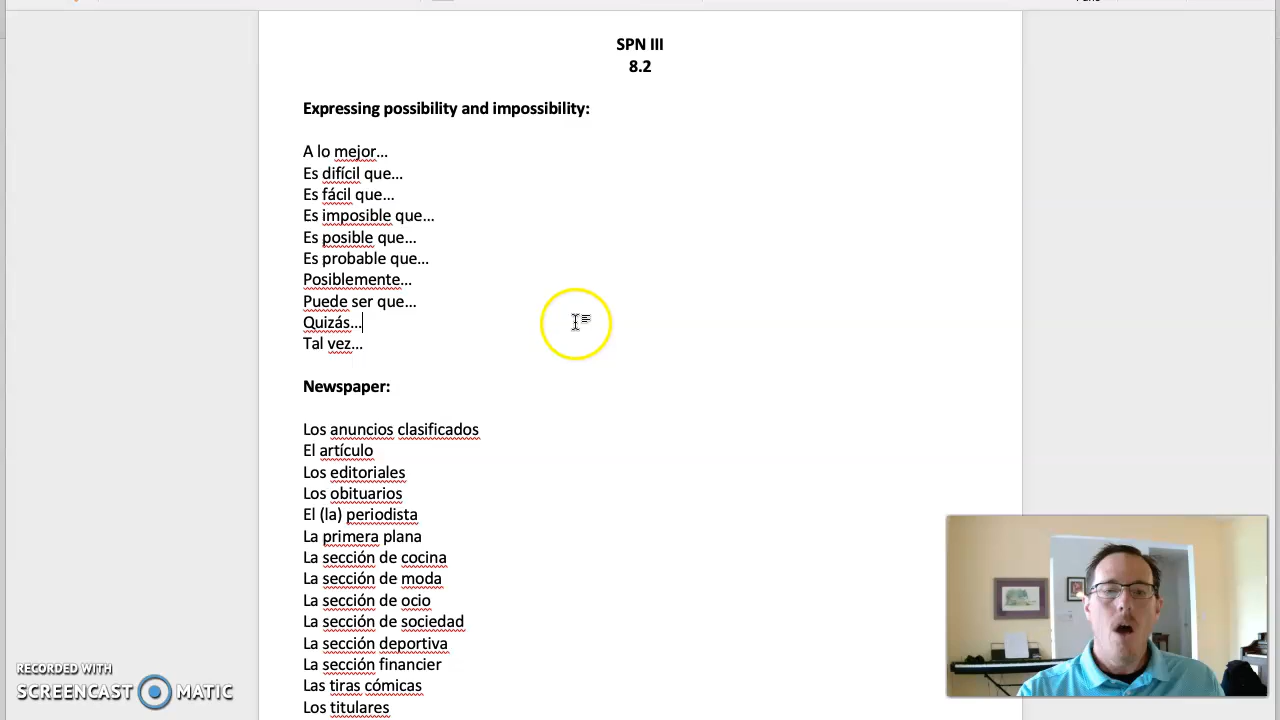 SPN III
8.2
Expressing possibility and impossibility:
A lo mejor...
Es difícil que...
Es fácil que...
Es imposible que...
Es posible que...
Es probable que...
Posiblemente...
Puede ser que...
Quizás...
Tal vez...
Newspaper:
Los anuncios clasificados
El artículo
Los editoriales
Los obituarios
El (la) periodista
La primera plana
La sección de cocina
La sección de moda
La sección de ocio
La sección de sociedad
La sección deportiva
La sección financier
Las tiras cómicas
Los titulares
RECORDED WITH
SCREENCAST MATIC